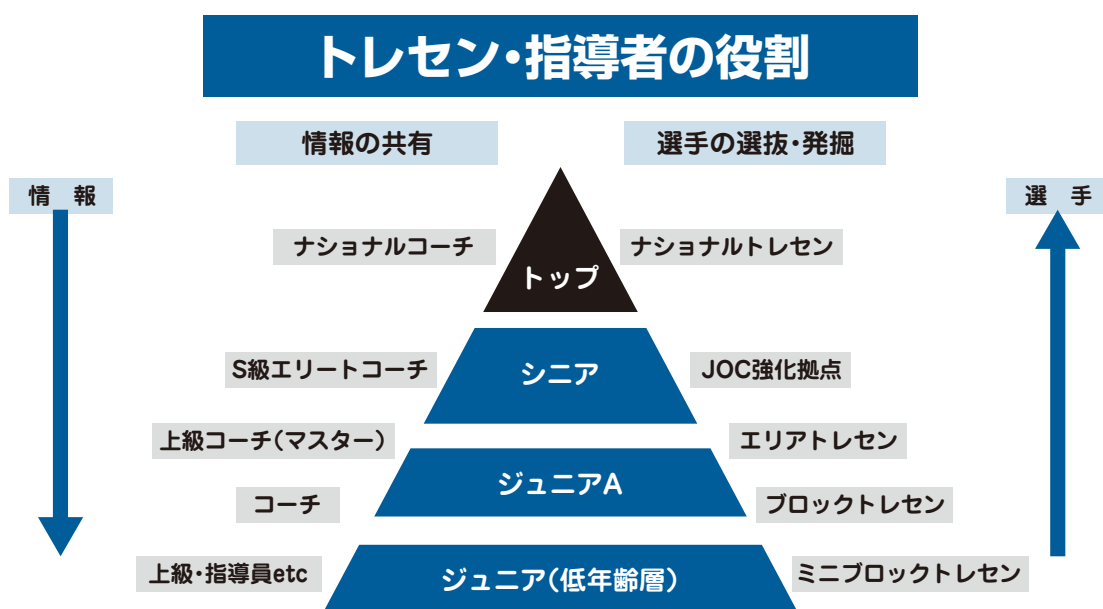 トレセン・指導者の役割
情報の共有
選手の選抜・発掘
情 報
選 手
ナショナルコーチ
ナショナルトレセン
トップ
S級エリートコーチ
シニア
JOC強化拠点
上級コーチ（マスター）
エリアトレセン
ジュニアA
コーチ
ブロックトレセン
上級・指導員etc
ジュニア（低年齢層）
ミニブロックトレセン